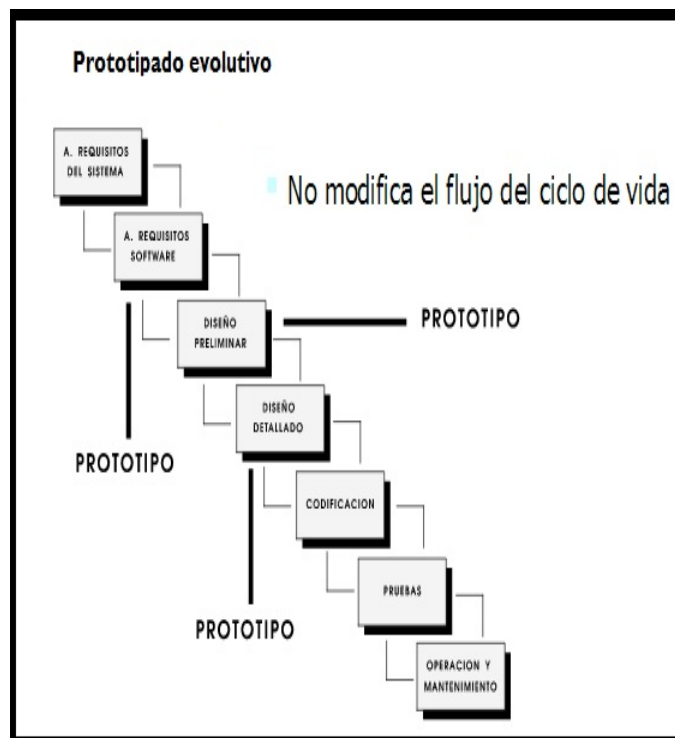 Prototipado evolutivo
A. REQUISITOS
DEL SISTEMA
No modifica el flujo del ciclo de vida
A. REQUISITOS
SOFTWARE
DISEÑO
PRELIMINAR
PROTOTIPO
DISEÑO
DETALLADO
PROTOTIPO
CODIFICACION
PRUEBAS
PROTOTIPO
OPERACION Y
MANTENIMIENTO